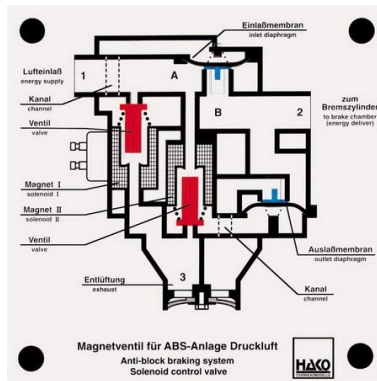 Einlaßmembran
inlet diaphragm
Lufteinlaß
energy supply
1
A
Kanal
channel
B
2
zum
Bremszylinder
to brake chamber
(energy deliver)
Ventil
valve
Magnet I
solenoid I
Magnet II
solenoid II
Ventil
valve
Auslaßmembran
outlet diaphragm
Entlüftung
exhaust
3
Kanal
channel
Magnetventil für ABS-Anlage Druckluft
Anti-block braking system
Solenoid control valve
HACO